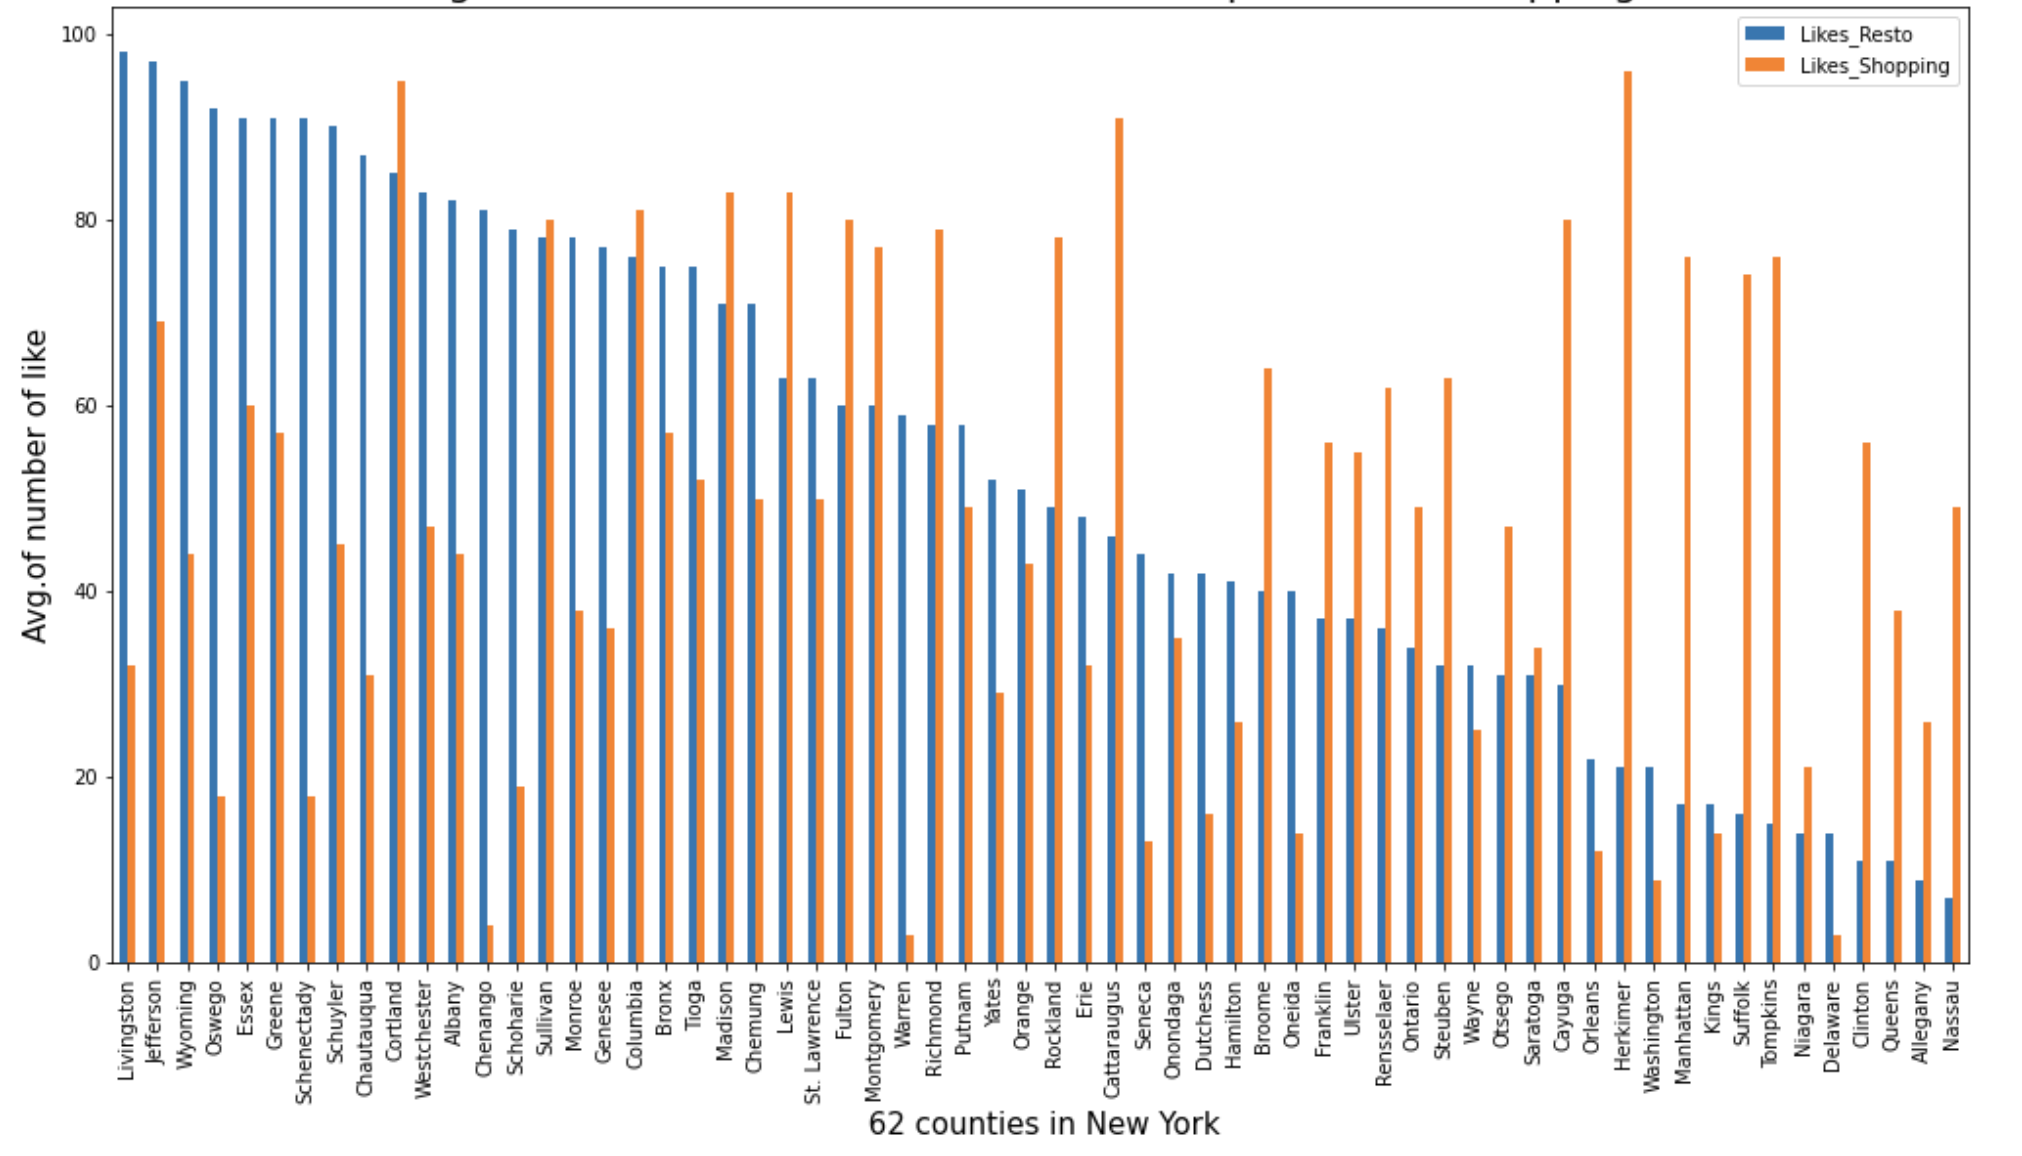 100
80
60
40
20
0
Avg.of number of like
Likes_Resto
Likes_Shopping
Livingston
Jefferson
Wyoming
Oswego
Essex
Greene
Schenectady
Schuyler
Chautauqua
Cortland
Westchester
Albany
Chenango
Schoharie
Sullivan
Monroe
Genesee
Columbia
Bronx
Tioga
Madison
Chemung
Lewis
St. Lawrence
Fulton
Montgomery
Warren
Richmond
Putnam
Yates
Orange
Rockland
Erie
Cattaraugus
Seneca
Onondaga
Dutchess
Hamilton
Broome
Oneida
Franklin
Ulster
Rensselaer
Ontario
Steuben
Wayne
Otsego
Saratoga
Cayuga
Orleans
Herkimer
Washington
Manhattan
Kings
Suffolk
Tompkins
Niagara
Delaware
Clinton
Queens
Allegany
Nassau
62 counties in New York